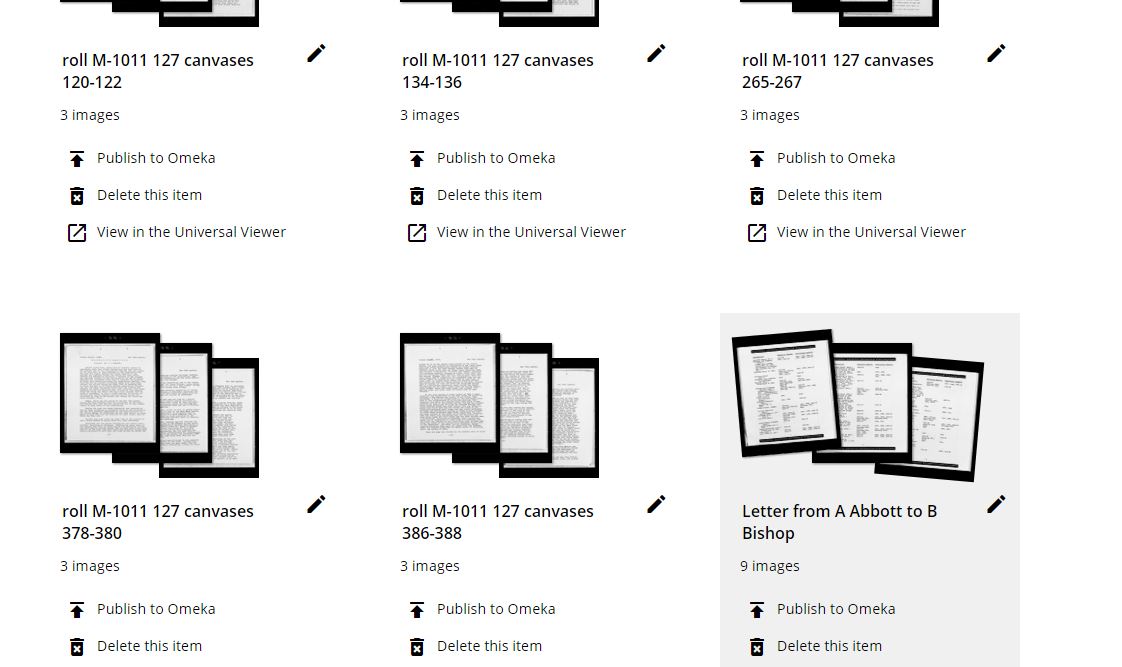 roll M-1011 127 canvases
120-122
3 images
Publish to Omeka
Delete this item
View in the Universal Viewer
roll M-1011 127 canvases
134-136
3 images
Publish to Omeka
Delete this item
View in the Universal Viewer
roll M-1011 127 canvases
265-267
3 images
Publish to Omeka
Delete this item
View in the Universal Viewer
roll M-1011 127 canvases
378-380
3 images
Publish to Omeka
Delete this item
roll M-1011 127 canvases
386-388
3 images
Publish to Omeka
Delete this item
Letter from A Abbott to B
Bishop
9 images
Publish to Omeka
Delete this item